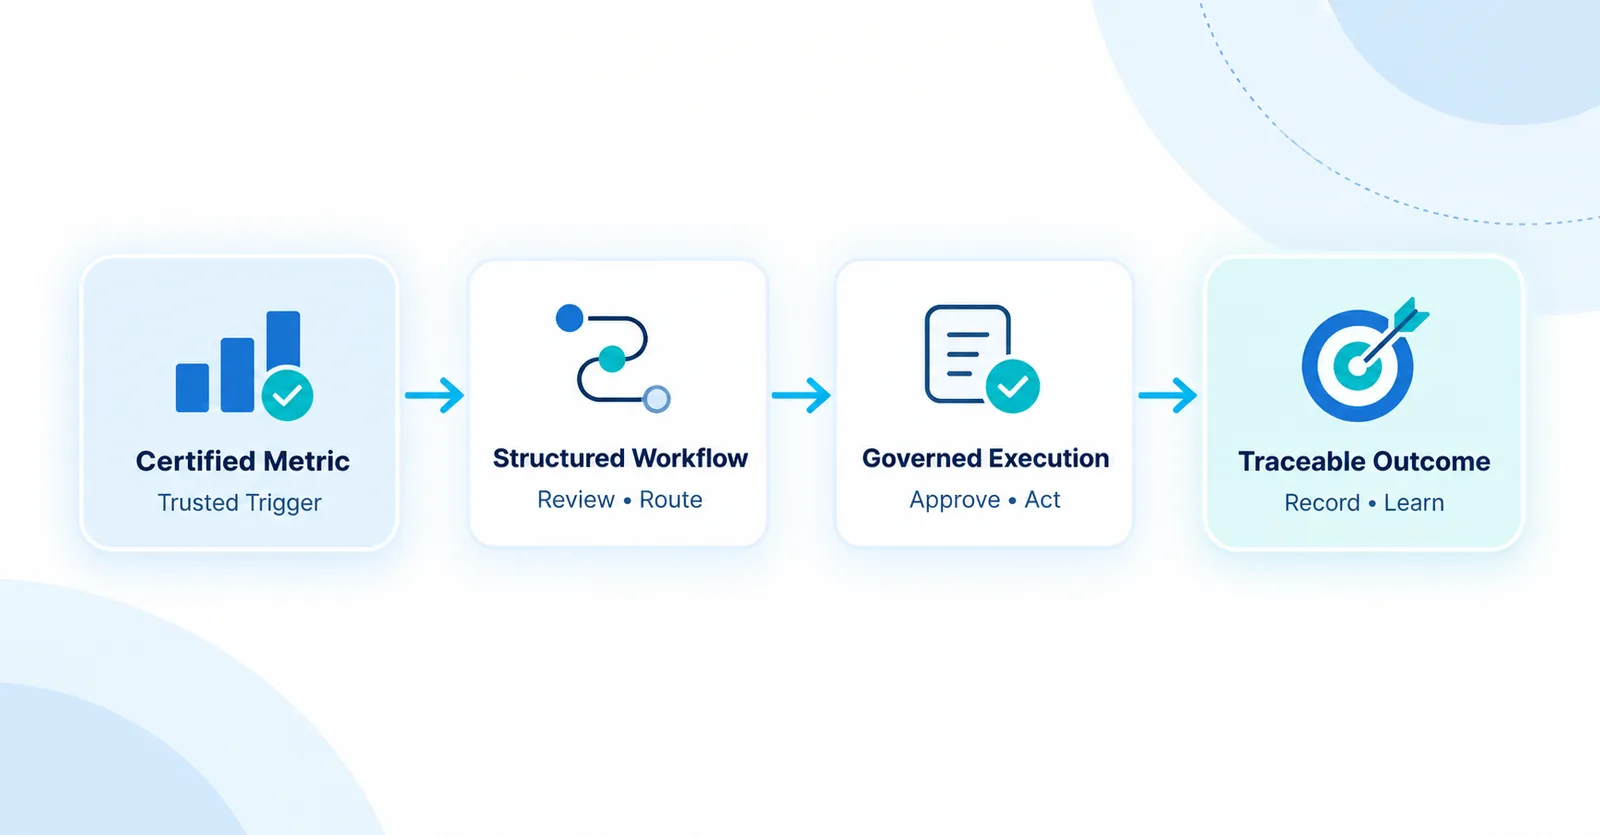 Certified Metric
Trusted Trigger
Structured Workflow
Review • Route
Governed Execution
Approve • Act
Traceable Outcome
Record • Learn